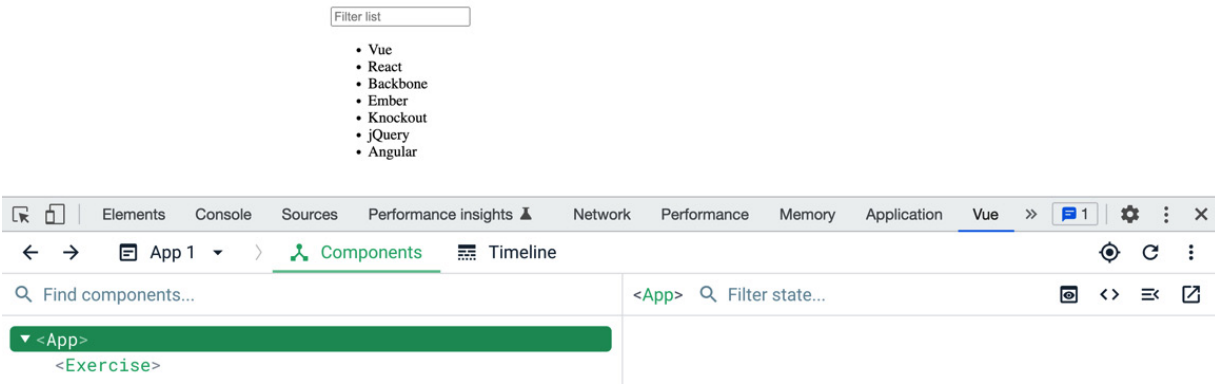 Filter list
• Vue
• React
• Backbone
• Ember
• Knockout
• jQuery
• Angular
Elements Console Sources Performance insights Network Performance Memory Application Vue » 1
App 1 Components Timeline
Find components... <App> Filter state...
<App>
<Exercise>